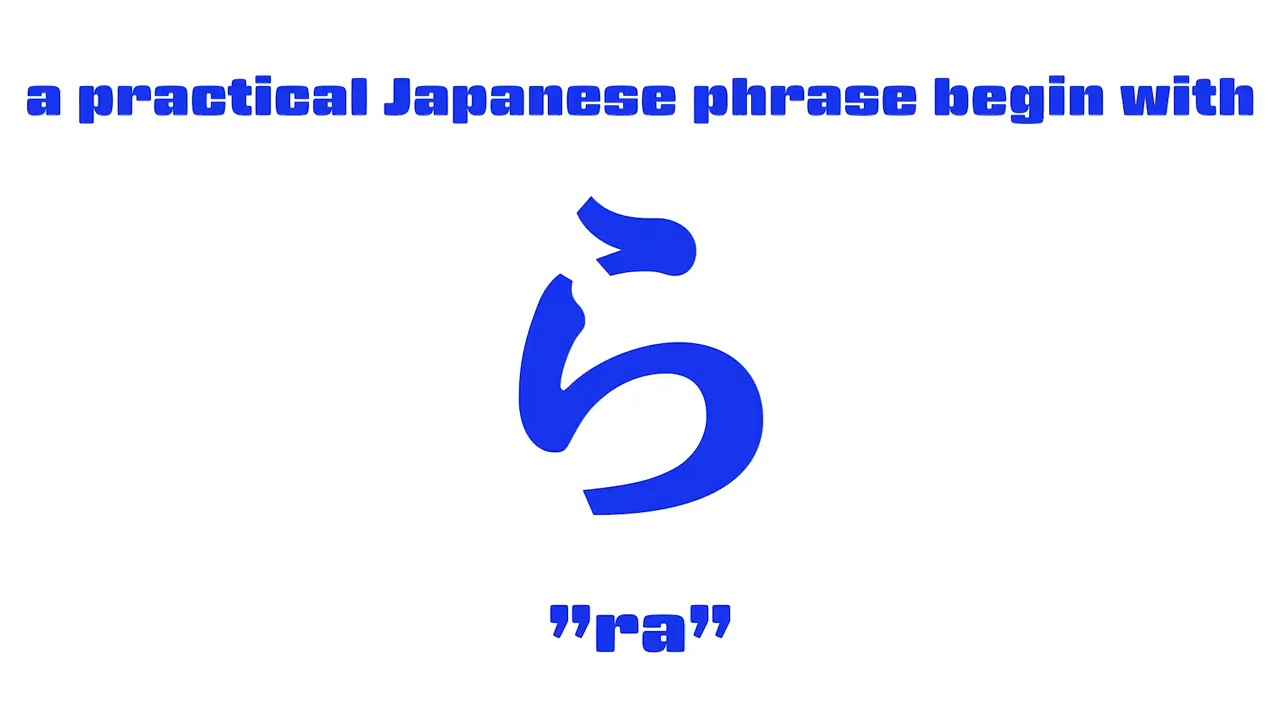 a practical Japanese phrase begin with
ら
”ra”